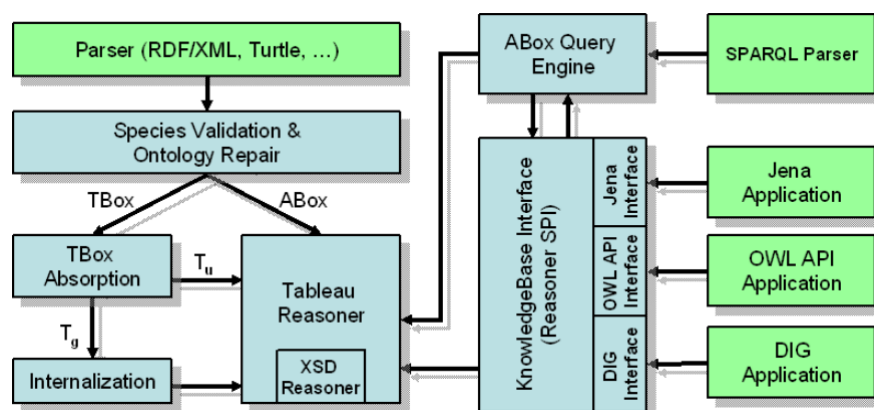 Parser (RDF/XML, Turtle, ...)
Species Validation &
Ontology Repair
TBox
ABox
TBox
Absorption
T_u
T_g
Internalization
Tableau
Reasoner
XSD
Reasoner
ABox Query
Engine
KnowledgeBase Interface
(Reasoner SPI)
Jena
Interface
OWL API
Interface
DIG
Interface
SPARQL Parser
Jena
Application
OWL API
Application
DIG
Application